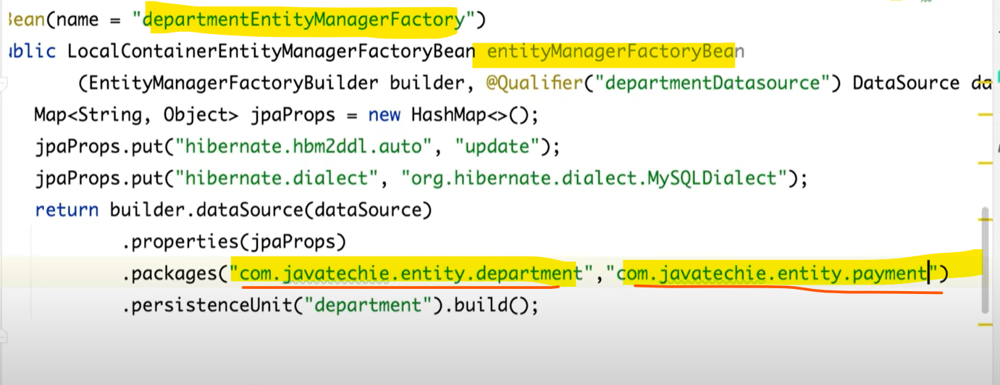 Bean(name = "departmentEntityManagerFactory")
ublic LocalContainerEntityManagerFactoryBean entityManagerFactoryBean
(EntityManagerFactoryBuilder builder, @Qualifier("departmentDatasource") DataSource da
Map<String, Object> jpaProps = new HashMap<>();
jpaProps.put("hibernate.hbm2ddl.auto", "update");
jpaProps.put("hibernate.dialect", "org.hibernate.dialect.MySQLDialect");
return builder.dataSource(dataSource)
.properties(jpaProps)
.packages("com.javatechie.entity.department","com.javatechie.entity.payment")
.persistenceUnit("department").build();